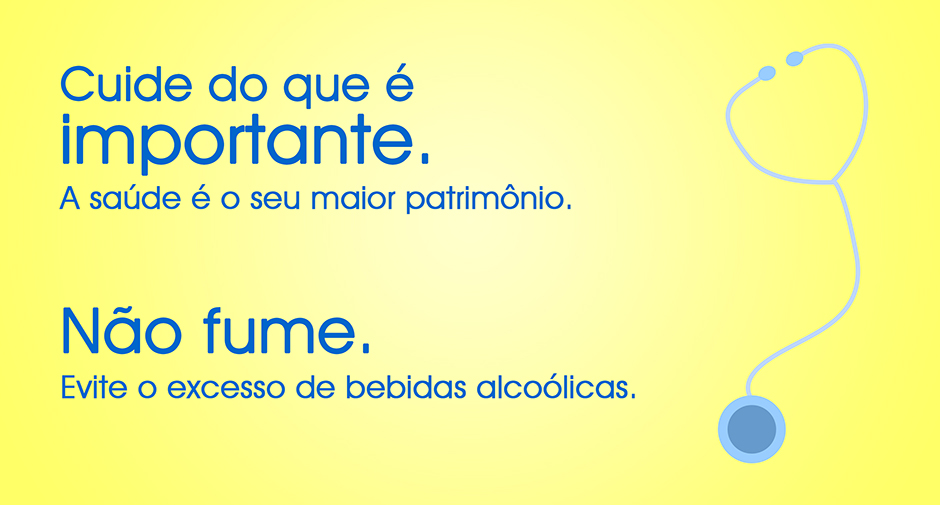 Cuide do que é
importante.
A saúde é o seu maior patrimônio.
Não fume.
Evite o excesso de bebidas alcoólicas.